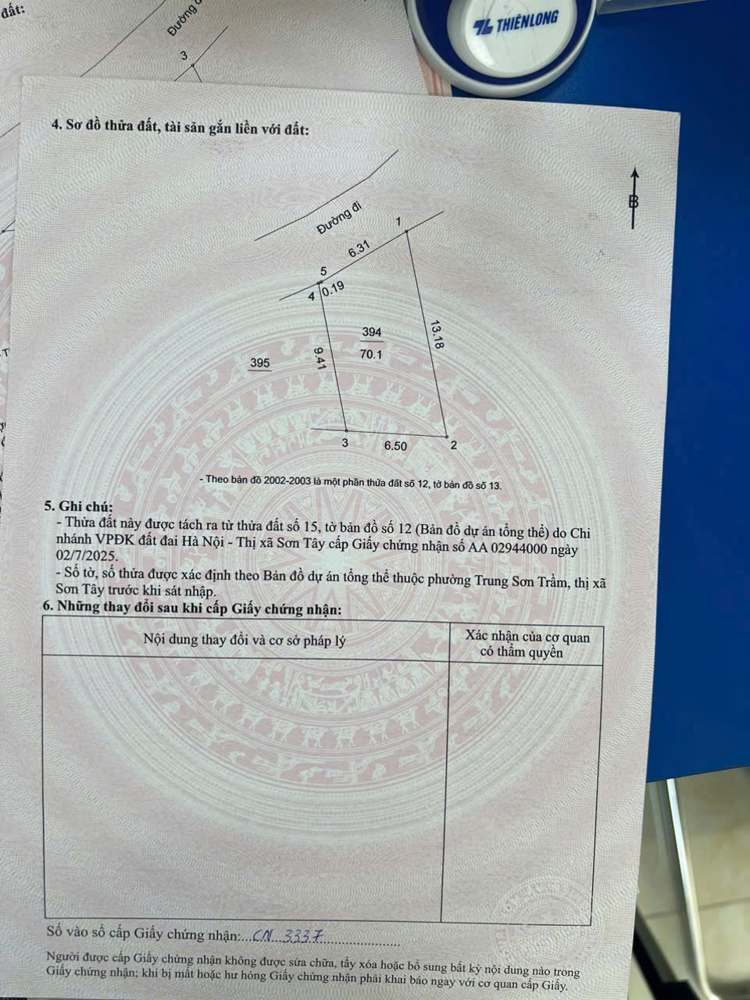 đất:
Đường
3
THIÊN LONG
4. Sơ đồ thửa đất, tài sản gắn liền với đất:
B
Đường đi
1
6.31
5
4
0.19
13.18
394
70.1
9.41
395
3
6.50
2
- Theo bản đồ 2002-2003 là một phần thửa đất số 12, tờ bản đồ số 13.
5. Ghi chú:
- Thửa đất này được tách ra từ thửa đất số 15, tờ bản đồ số 12 (Bản đồ dự án tổng thể) do Chi
nhánh VPĐK đất đai Hà Nội - Thị xã Sơn Tây cấp Giấy chứng nhận số AA 02944000 ngày
02/7/2025.
- Số tờ, số thửa được xác định theo Bản đồ dự án tổng thể thuộc phường Trung Sơn Trầm, thị xã
Sơn Tây trước khi sát nhập.
6. Những thay đổi sau khi cấp Giấy chứng nhận:
Nội dung thay đổi và cơ sở pháp lý
Xác nhận của cơ quan
có thẩm quyền
Số vào sổ cấp Giấy chứng nhận:...CN 3337
Người được cấp Giấy chứng nhận không được sửa chữa, tẩy xóa hoặc bổ sung bất kỳ nội dung nào trong
Giấy chứng nhận; khi bị mất hoặc hư hỏng Giấy chứng nhận phải khai báo ngay với cơ quan cấp Giấy.